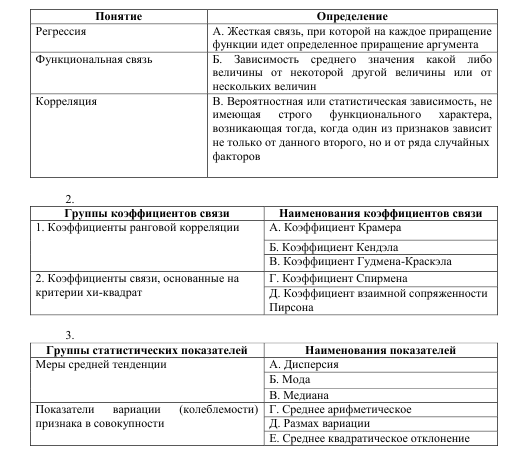 Понятие Определение
Регрессия А. Жесткая связь, при которой на каждое приращение
функции идет определенное приращение аргумента
Функциональная связь Б. Зависимость среднего значения какой либо
величины от некоторой другой величины или от
нескольких величин
Корреляция В. Вероятностная или статистическая зависимость, не
имеющая строго функционального характера,
возникающая тогда, когда один из признаков зависит
не только от данного второго, но и от ряда случайных
факторов
2.
Группы коэффициентов связи Наименования коэффициентов связи
1. Коэффициенты ранговой корреляции А. Коэффициент Крамера
Б. Коэффициент Кендэла
В. Коэффициент Гудмена-Краскэла
2. Коэффициенты связи, основанные на Г. Коэффициент Спирмена
критерии хи-квадрат Д. Коэффициент взаимной сопряженности
Пирсона
3.
Группы статистических показателей Наименования показателей
Меры средней тенденции А. Дисперсия
Б. Мода
В. Медиана
Показатели вариации (колеблемости) Г. Среднее арифметическое
признака в совокупности Д. Размах вариации
Е. Среднее квадратическое отклонение